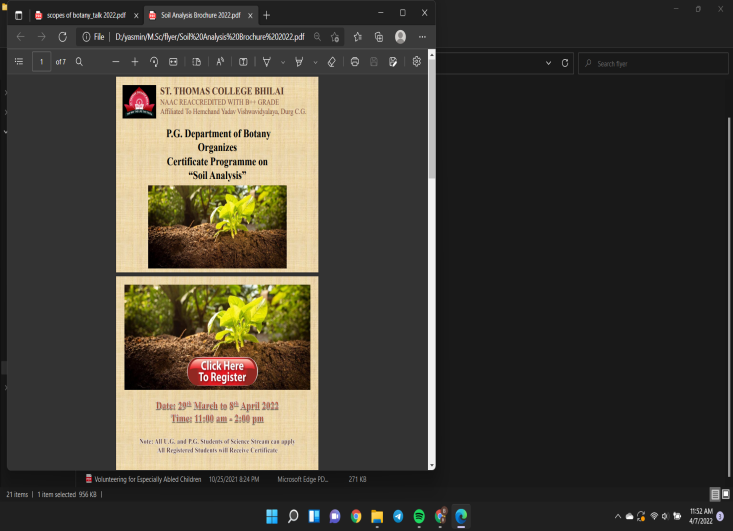 scopes of botany_talk 2022.pdf
Soil Analysis Brochure 2022.pdf
File
D:/yasmin/M.Sc/flyer/Soil%20Analysis%20Brochure%202022.pdf
1 of 7
Search flyer
ST. THOMAS COLLEGE BHILAI
NAAC REACCREDITED WITH B++ GRADE
Affiliated To Hemchand Yadav Vishwavidyalaya, Durg C.G.
P.G. Department of Botany
Organizes
Certificate Programme on
“Soil Analysis”
Click Here
To Register
Date: 29th March to 8th April 2022
Time: 11:00 am - 2:00 pm
Note: All U.G. and P.G. Students of Science Stream can apply
All Registered Students will Receive Certificate
Volunteering for Especially Abled Children 10/25/2021 8:24 PM Microsoft Edge PD... 271 KB
21 items 1 item selected 956 KB
11:52 AM
4/7/2022
3